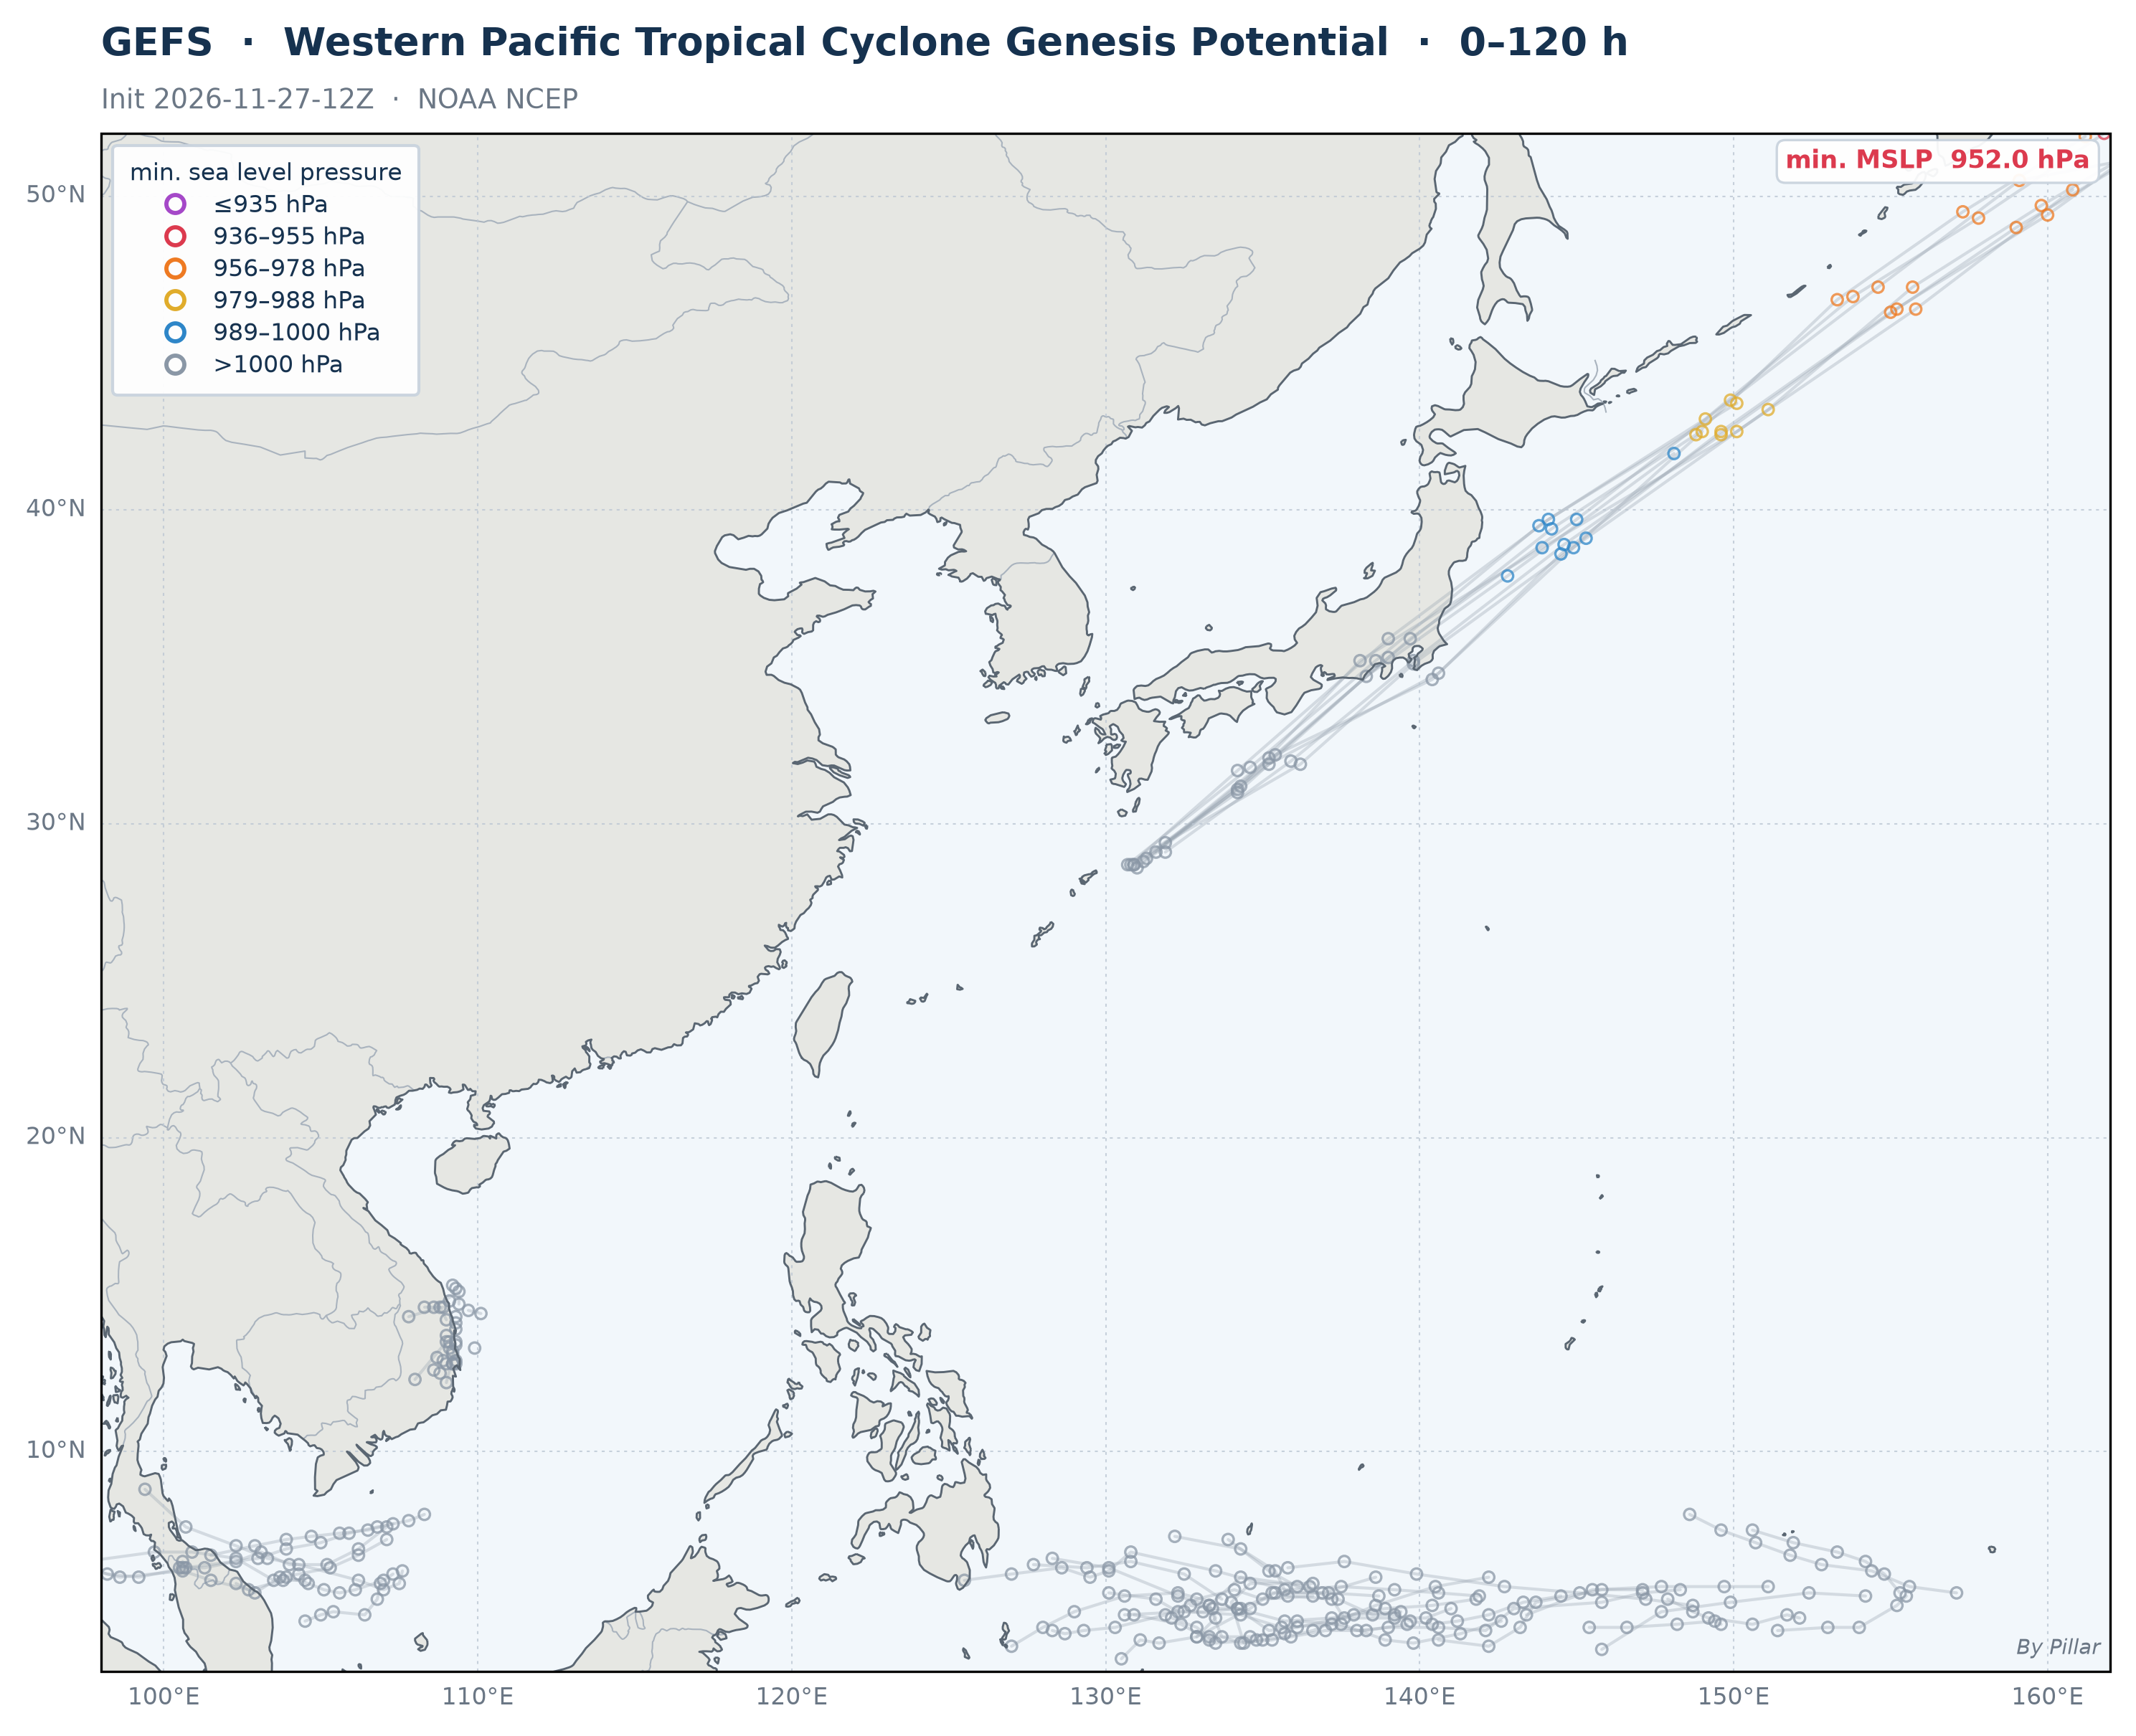 GEFS · Western Pacific Tropical Cyclone Genesis Potential · 0–120 h
Init 2026-11-27-12Z · NOAA NCEP
min. sea level pressure
≤935 hPa
936–955 hPa
956–978 hPa
979–988 hPa
989–1000 hPa
>1000 hPa
min. MSLP 952.0 hPa
50°N
40°N
30°N
20°N
10°N
By Pillar
100°E 110°E 120°E 130°E 140°E 150°E 160°E